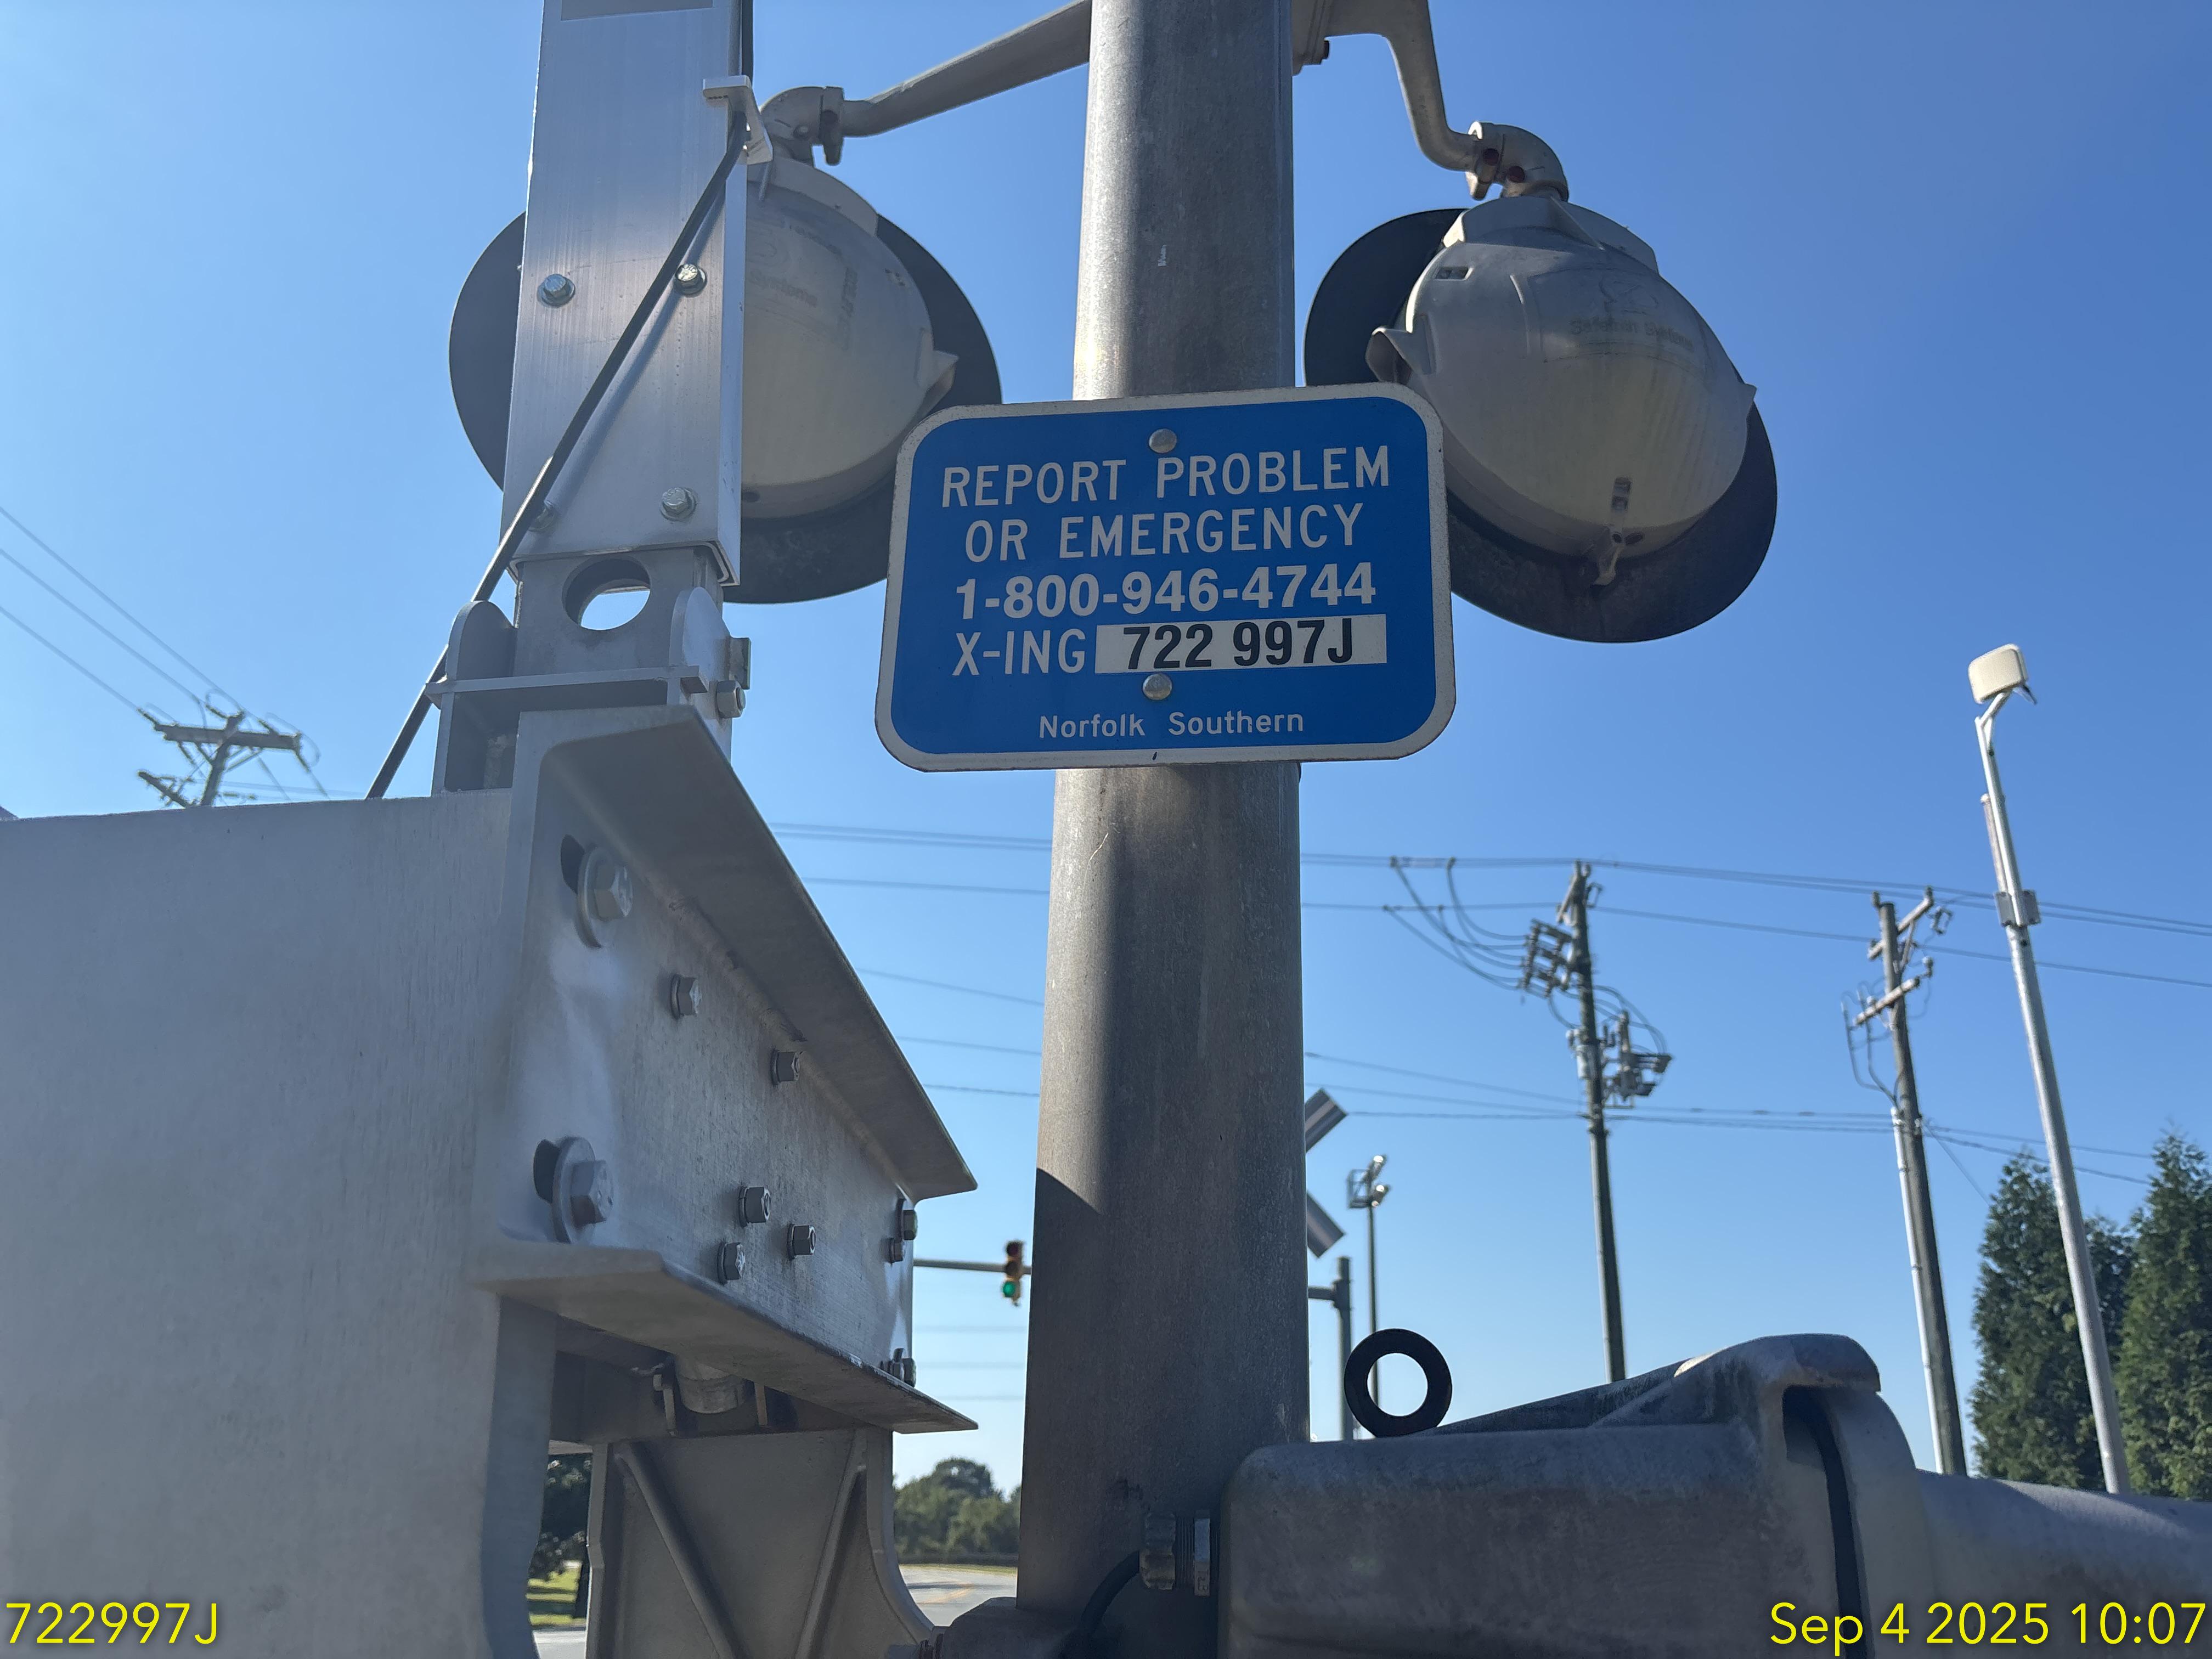 REPORT PROBLEM
OR EMERGENCY
1-800-946-4744
X-ING 722 997J
Norfolk Southern
722997J
Sep 4 2025 10:07